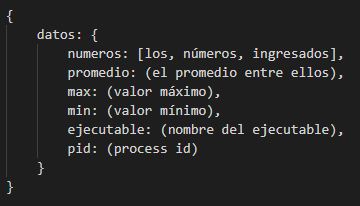 {
    datos: {
        numeros: [los, números, ingresados],
        promedio: (el promedio entre ellos),
        max: (valor máximo),
        min: (valor mínimo),
        ejecutable: (nombre del ejecutable),
        pid: (process id)
    }
}